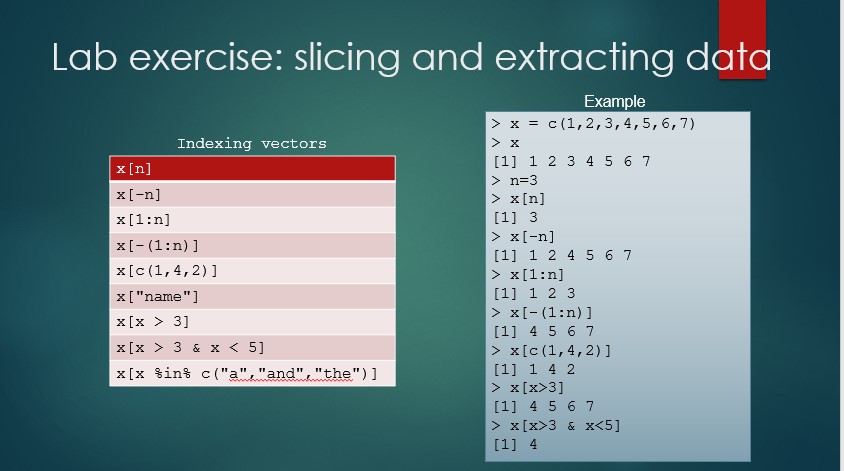 Lab exercise: slicing and extracting data
Indexing vectors
x[n]
x[-n]
x[1:n]
x[-(1:n)]
x[c(1,4,2)]
x["name"]
x[x > 3]
x[x > 3 & x < 5]
x[x %in% c("a","and","the")]
Example
> x = c(1,2,3,4,5,6,7)
> x
[1] 1 2 3 4 5 6 7
> n=3
> x[n]
[1] 3
> x[-n]
[1] 1 2 4 5 6 7
> x[1:n]
[1] 1 2 3
> x[-(1:n)]
[1] 4 5 6 7
> x[c(1,4,2)]
[1] 1 4 2
> x[x>3]
[1] 4 5 6 7
> x[x>3 & x<5]
[1] 4